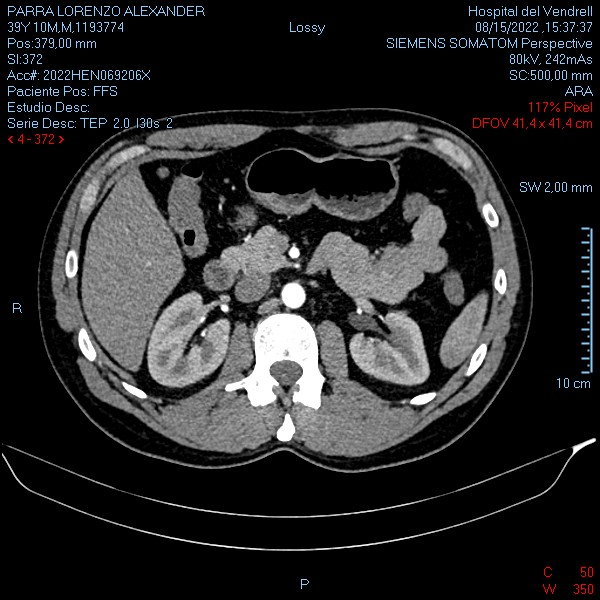 PARRA LORENZO ALEXANDER
39Y 10M,M,1193774
Pos:379,00 mm
SI:372
Acc#: 2022HEN069206X
Paciente Pos: FFS
Estudio Desc:
Serie Desc: TEP 2.0 I30s 2
< 4 - 372 >
Lossy
Hospital del Vendrell
08/15/2022 ,15:37:37
SIEMENS SOMATOM Perspective
80kV, 242mAs
SC:500,00 mm
ARA
117% Pixel
DFOV 41,4 x 41,4 cm
SW 2,00 mm
R
10 cm
P
C 50
W 350